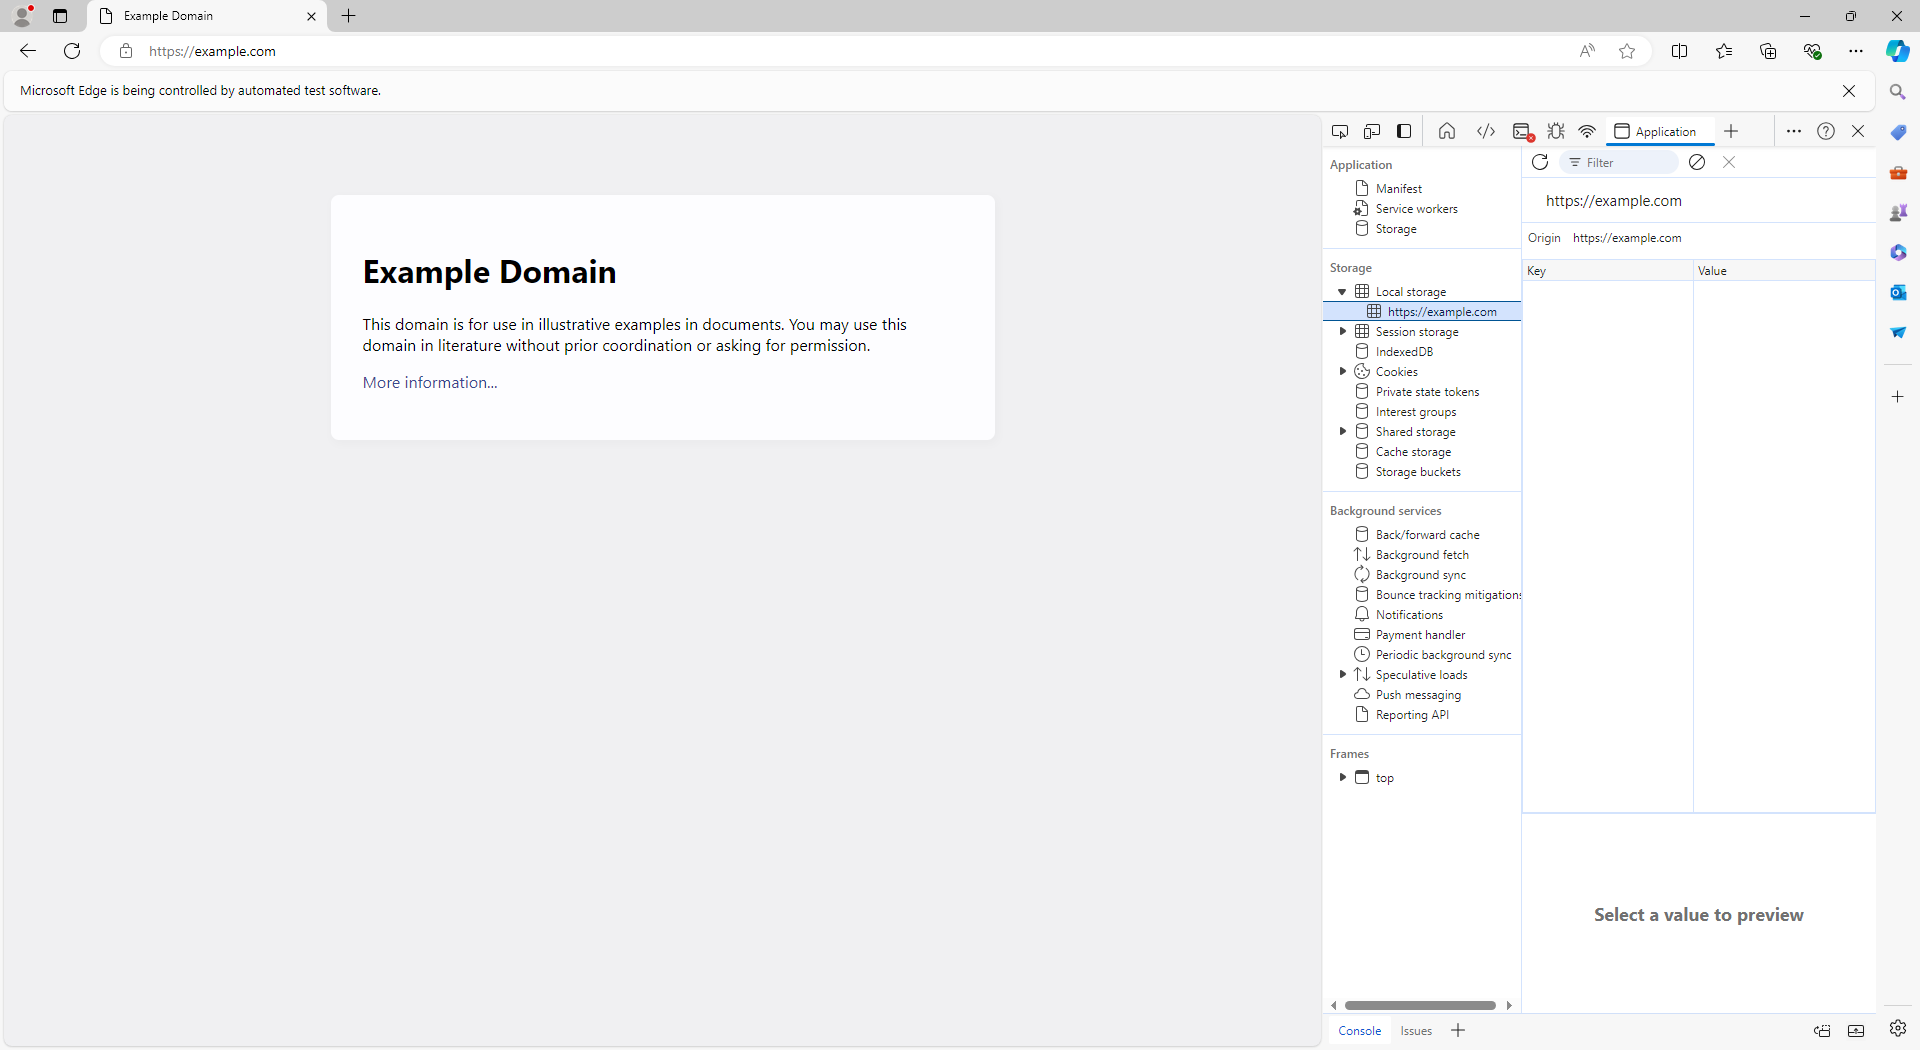 Example Domain
https://example.com
Microsoft Edge is being controlled by automated test software.
Example Domain
This domain is for use in illustrative examples in documents. You may use this
domain in literature without prior coordination or asking for permission.
More information...
Application
Application
Manifest
Service workers
Storage
Storage
Local storage
https://example.com
Session storage
IndexedDB
Cookies
Private state tokens
Interest groups
Shared storage
Cache storage
Storage buckets
Background services
Back/forward cache
Background fetch
Background sync
Bounce tracking mitigations
Notifications
Payment handler
Periodic background sync
Speculative loads
Push messaging
Reporting API
Frames
top
Filter
https://example.com
Origin https://example.com
Key Value
Select a value to preview
Console Issues